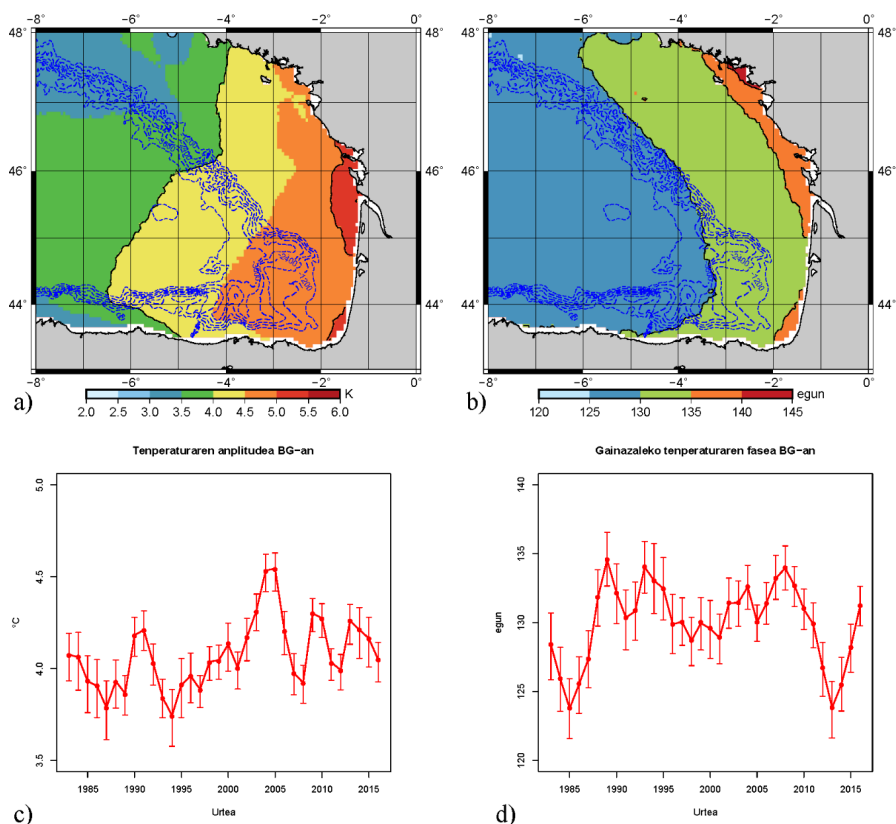 −8 −6 −4 −2 0°
48° 48°
46 46
44 44
−8 −6 −4 −2 0°
K
2.0 2.5 3.0 3.5 4.0 4.5 5.0 5.5 6.0
a)
−8 −6 −4 −2 0°
48° 48°
46 46
44 44
−8 −6 −4 −2 0°
egun
120 125 130 135 140 145
b)
Tenperaturaren anplitudea BG−an
°C
5.0
4.5
4.0
3.5
1985 1990 1995 2000 2005 2010 2015
Urtea
c)
Gainazaleko tenperaturaren fasea BG−an
egun
140
135
130
125
120
1985 1990 1995 2000 2005 2010 2015
Urtea
d)